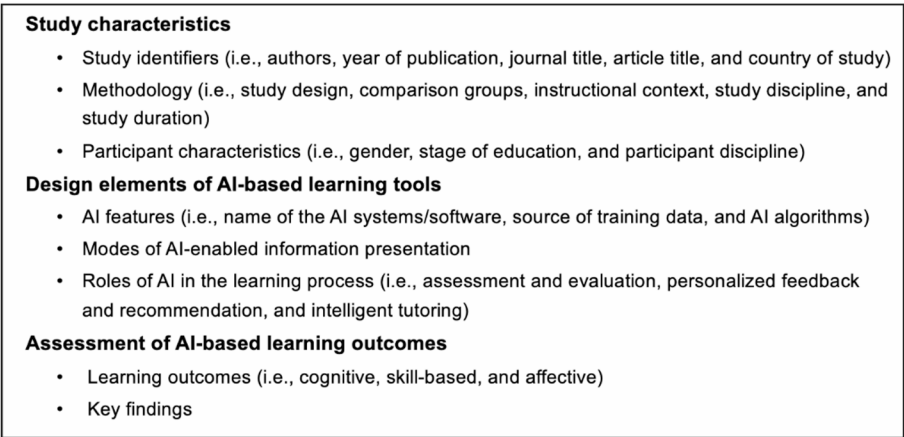 Study characteristics
• Study identifiers (i.e., authors, year of publication, journal title, article title, and country of study)
• Methodology (i.e., study design, comparison groups, instructional context, study discipline, and
study duration)
• Participant characteristics (i.e., gender, stage of education, and participant discipline)
Design elements of AI-based learning tools
• AI features (i.e., name of the AI systems/software, source of training data, and AI algorithms)
• Modes of AI-enabled information presentation
• Roles of AI in the learning process (i.e., assessment and evaluation, personalized feedback
and recommendation, and intelligent tutoring)
Assessment of AI-based learning outcomes
• Learning outcomes (i.e., cognitive, skill-based, and affective)
• Key findings